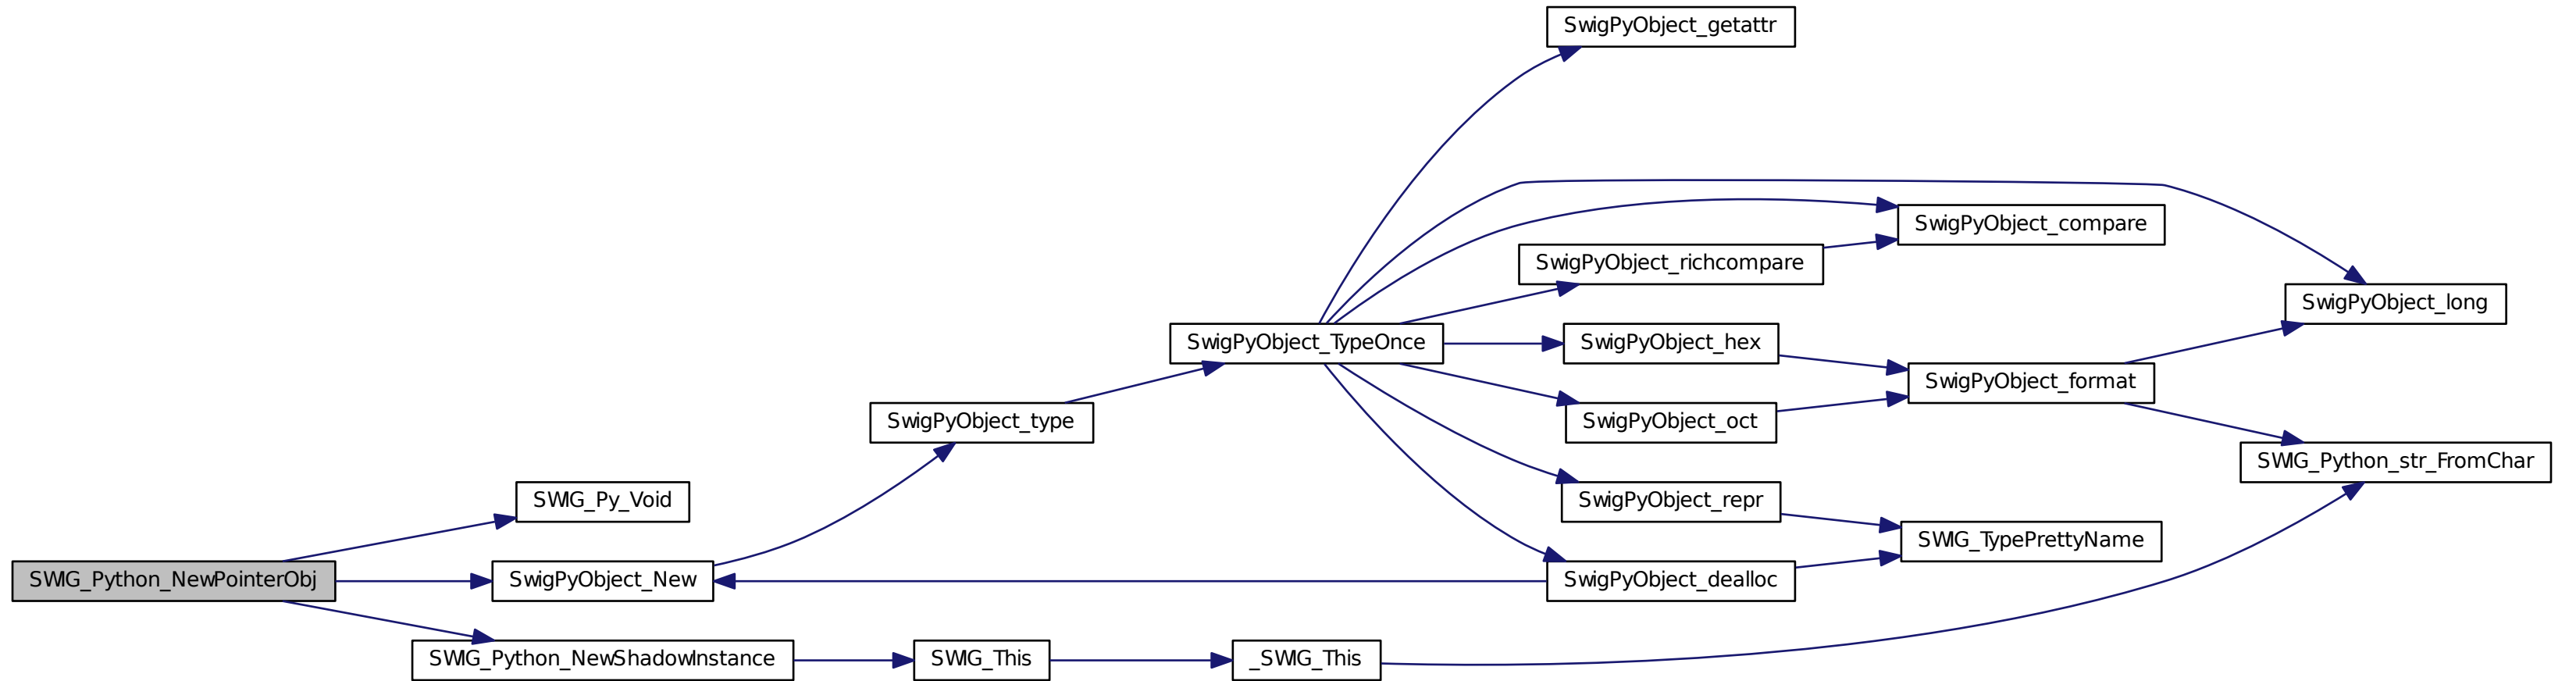 SwigPyObject_getattr
SwigPyObject_compare
SwigPyObject_richcompare
SwigPyObject_long
SwigPyObject_TypeOnce
SwigPyObject_hex
SwigPyObject_format
SwigPyObject_type
SwigPyObject_oct
SWIG_Python_str_FromChar
SWIG_Py_Void
SwigPyObject_repr
SWIG_TypePrettyName
SWIG_Python_NewPointerObj
SwigPyObject_New
SwigPyObject_dealloc
SWIG_Python_NewShadowInstance
SWIG_This
_SWIG_This